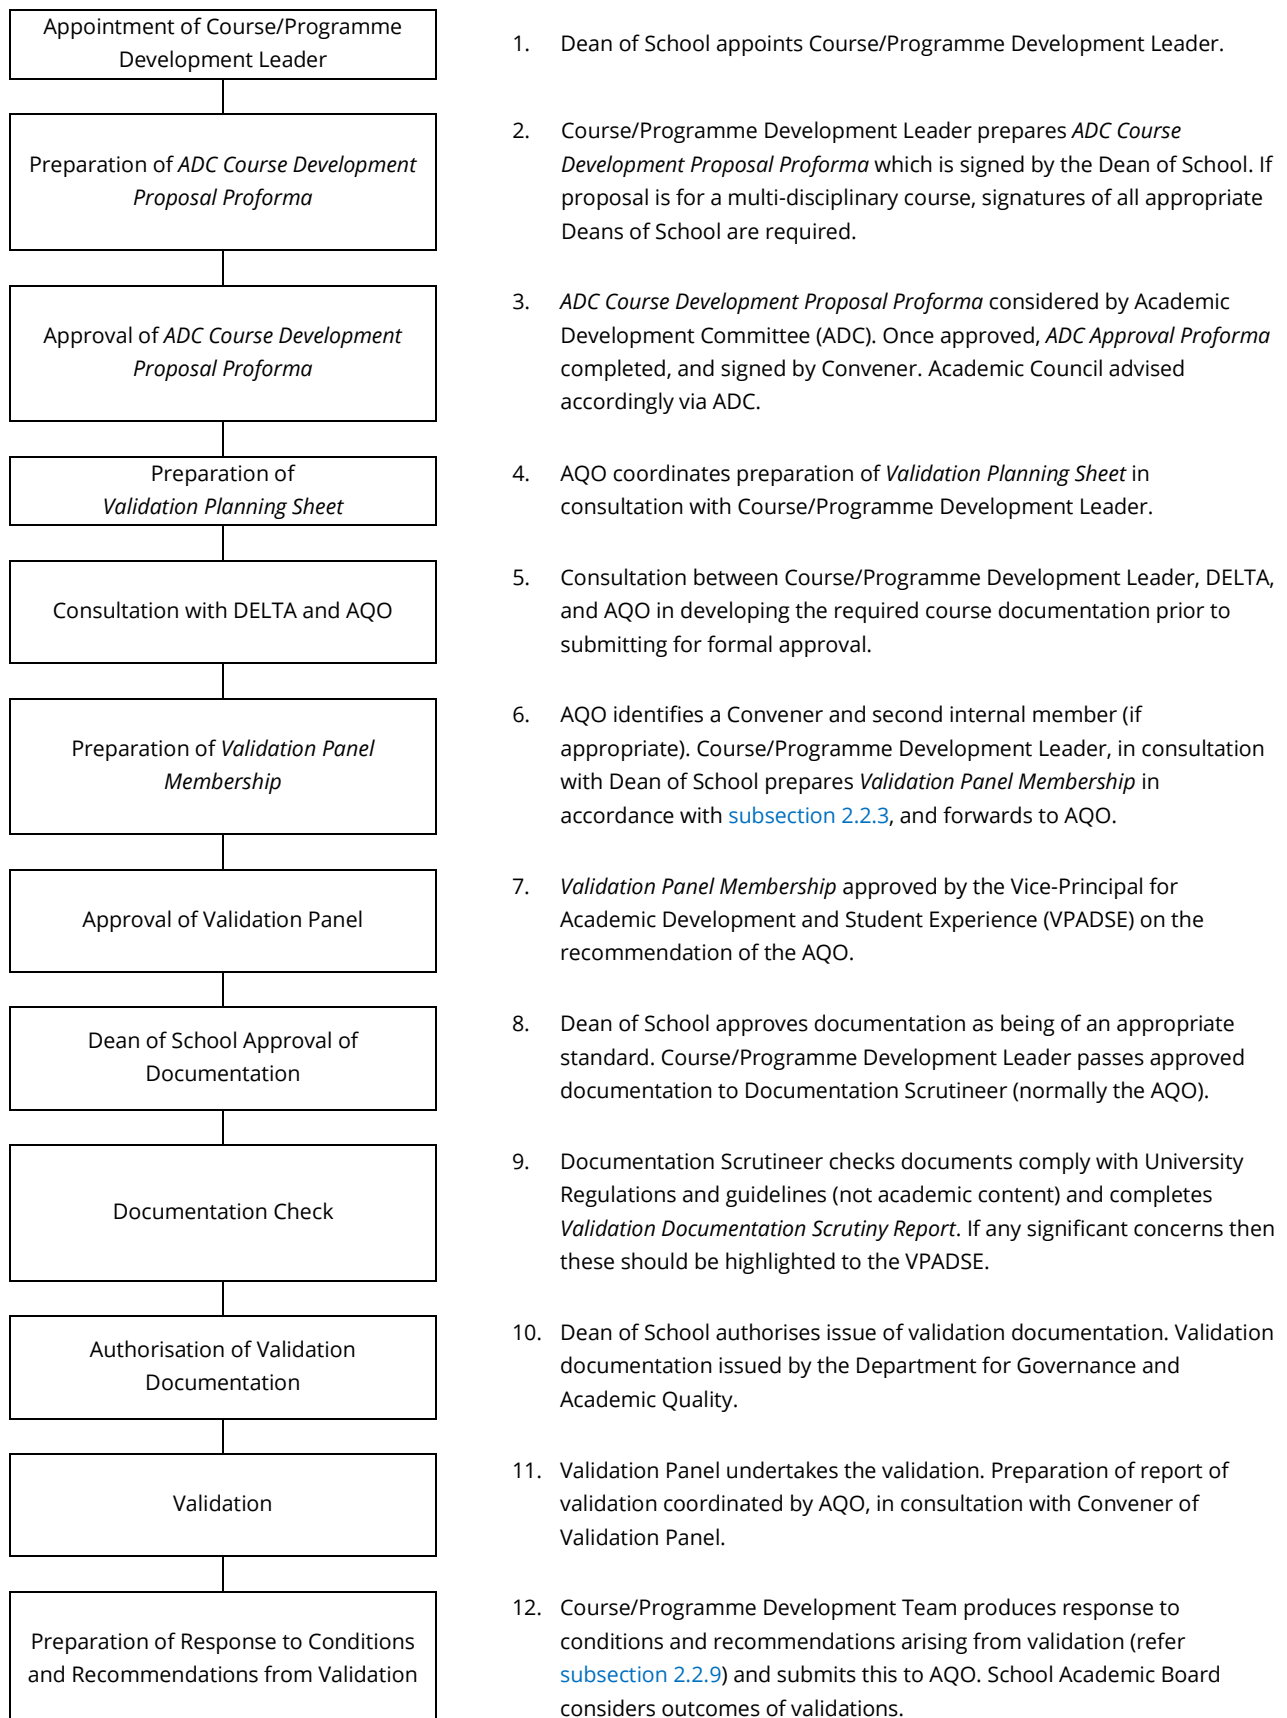 Appointment of Course/Programme
Development Leader
1. Dean of School appoints Course/Programme Development Leader.
Preparation of ADC Course Development
Proposal Proforma
2. Course/Programme Development Leader prepares ADC Course
Development Proposal Proforma which is signed by the Dean of School. If
proposal is for a multi-disciplinary course, signatures of all appropriate
Deans of School are required.
Approval of ADC Course Development
Proposal Proforma
3. ADC Course Development Proposal Proforma considered by Academic
Development Committee (ADC). Once approved, ADC Approval Proforma
completed, and signed by Convener. Academic Council advised
accordingly via ADC.
Preparation of
Validation Planning Sheet
4. AQO coordinates preparation of Validation Planning Sheet in
consultation with Course/Programme Development Leader.
Consultation with DELTA and AQO
5. Consultation between Course/Programme Development Leader, DELTA,
and AQO in developing the required course documentation prior to
submitting for formal approval.
Preparation of Validation Panel
Membership
6. AQO identifies a Convener and second internal member (if
appropriate). Course/Programme Development Leader, in consultation
with Dean of School prepares Validation Panel Membership in
accordance with subsection 2.2.3, and forwards to AQO.
Approval of Validation Panel
7. Validation Panel Membership approved by the Vice-Principal for
Academic Development and Student Experience (VPADSE) on the
recommendation of the AQO.
Dean of School Approval of
Documentation
8. Dean of School approves documentation as being of an appropriate
standard. Course/Programme Development Leader passes approved
documentation to Documentation Scrutineer (normally the AQO).
Documentation Check
9. Documentation Scrutineer checks documents comply with University
Regulations and guidelines (not academic content) and completes
Validation Documentation Scrutiny Report. If any significant concerns then
these should be highlighted to the VPADSE.
Authorisation of Validation
Documentation
10. Dean of School authorises issue of validation documentation. Validation
documentation issued by the Department for Governance and
Academic Quality.
Validation
11. Validation Panel undertakes the validation. Preparation of report of
validation coordinated by AQO, in consultation with Convener of
Validation Panel.
Preparation of Response to Conditions
and Recommendations from Validation
12. Course/Programme Development Team produces response to
conditions and recommendations arising from validation (refer
subsection 2.2.9) and submits this to AQO. School Academic Board
considers outcomes of validations.